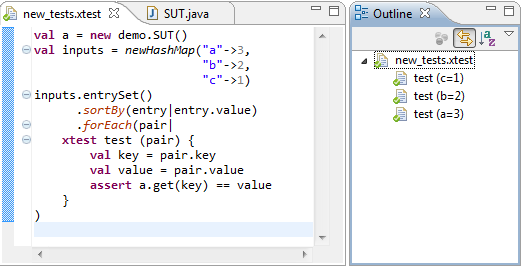 new_tests.xtest
SUT.java
val a = new demo.SUT()
val inputs = newHashMap("a"->3,
"b"->2,
"c"->1)
inputs.entrySet()
.sortBy(entry|entry.value)
.forEach(pair|
xtest test (pair) {
val key = pair.key
val value = pair.value
assert a.get(key) == value
}
)
Outline
new_tests.xtest
test (c=1)
test (b=2)
test (a=3)